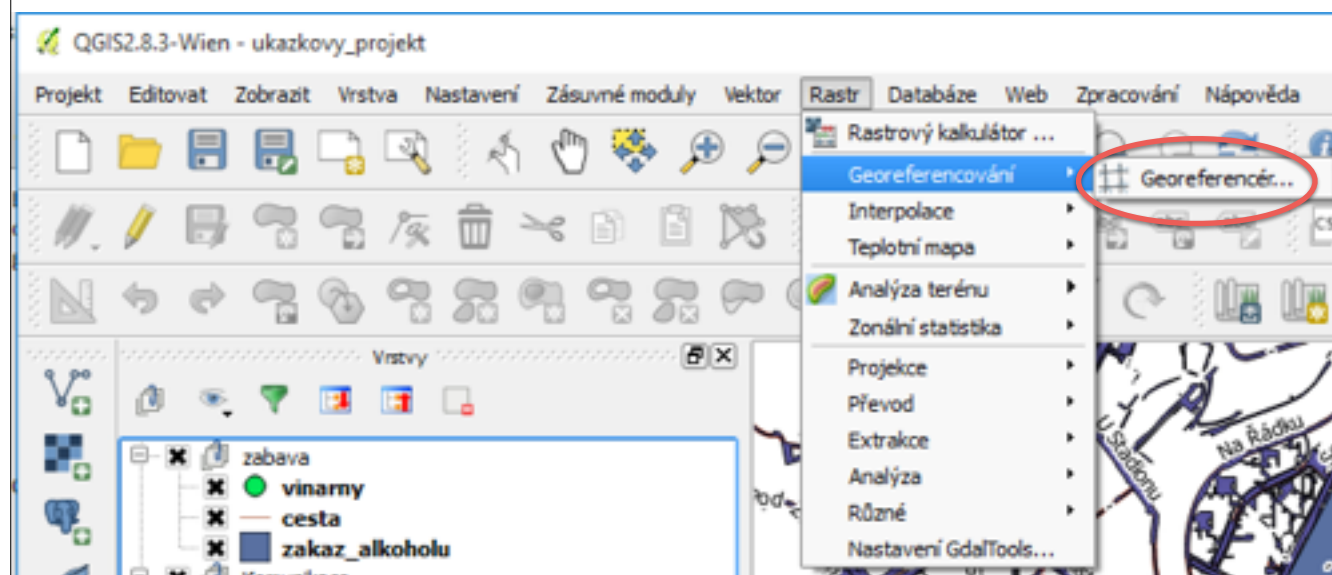 QGIS2.8.3-Wien - ukazkovy_projekt
Projekt Editovat Zobrazit Vrstva Nastavení Zásuvné moduly Vektor Rastr Databáze Web Zpracování Nápověda
Rastrový kalkulátor ...
Georeferencování
Georeferencér...
Interpolace
Teplotní mapa
Analýza terénu
Zonální statistika
Vrstvy
Projekce
Převod
Extrakce
Analýza
Různé
Nastavení GdalTools...
zabava
vinarny
cesta
zakaz_alkoholu
U Stadionu
Na Řádku